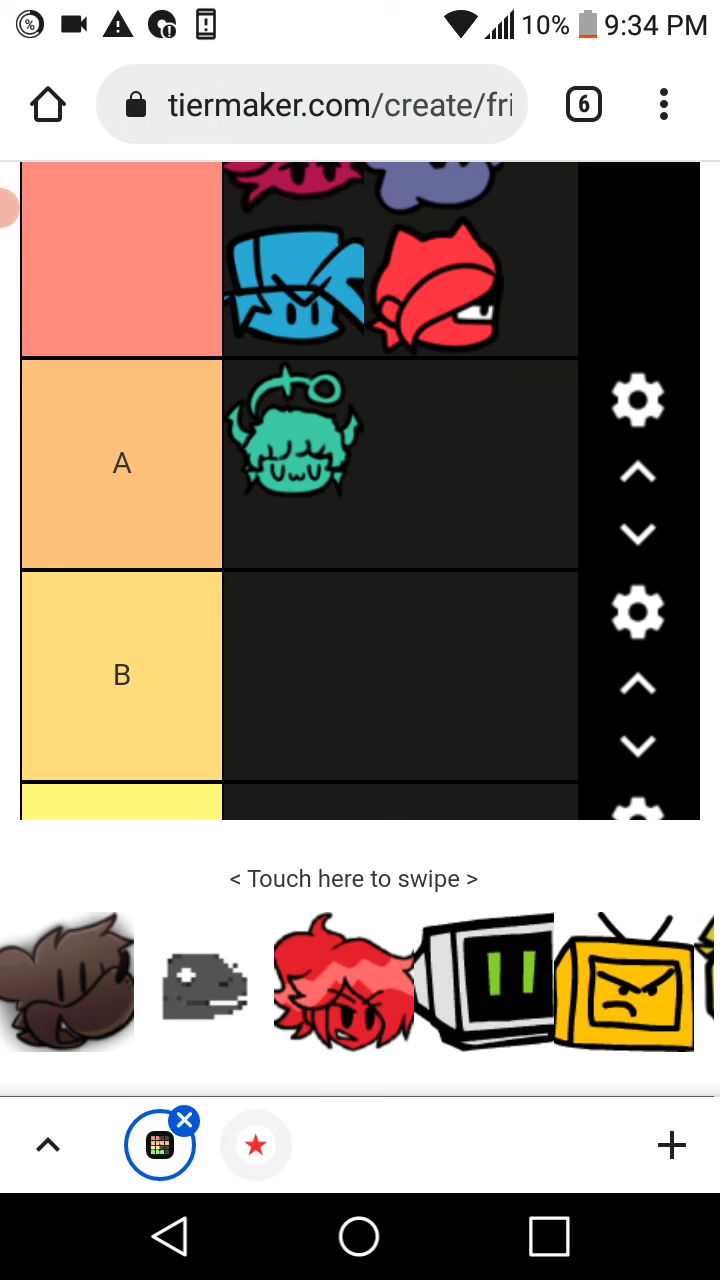 10% 9:34 PM
tiermaker.com/create/fri
6
A
B
< Touch here to swipe >